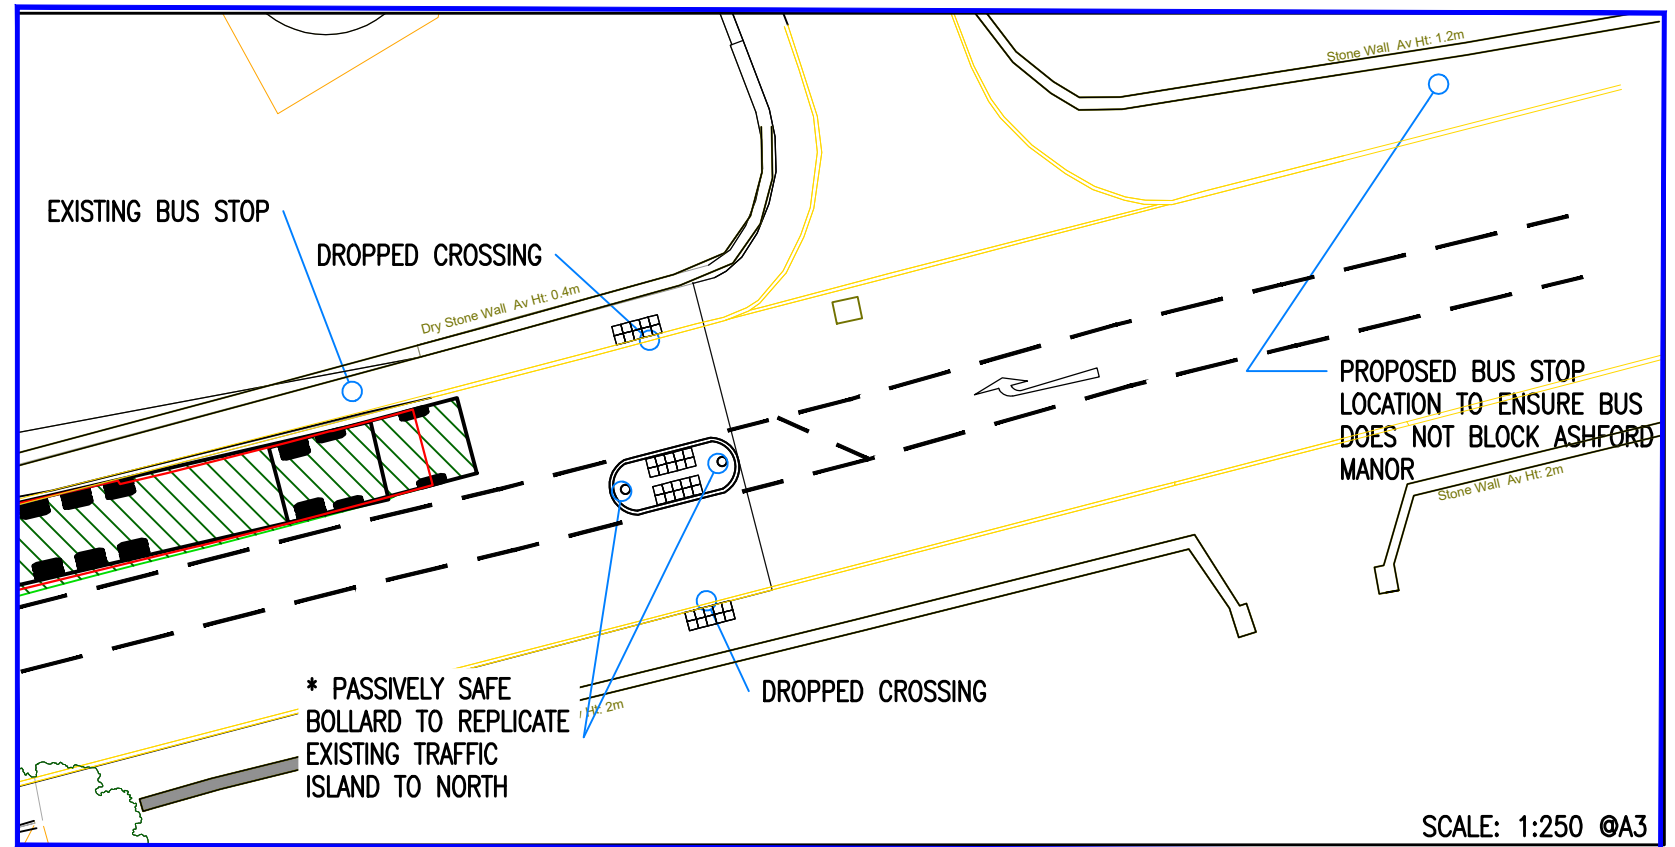 Stone Wall Av Ht: 1.2m
EXISTING BUS STOP
DROPPED CROSSING
Dry Stone Wall Av Ht: 0.4m
PROPOSED BUS STOP
LOCATION TO ENSURE BUS
DOES NOT BLOCK ASHFORD
MANOR
Stone Wall Av Ht: 2m
* PASSIVELY SAFE
BOLLARD TO REPLICATE
EXISTING TRAFFIC
ISLAND TO NORTH
Ht: 2m
DROPPED CROSSING
SCALE: 1:250 @A3